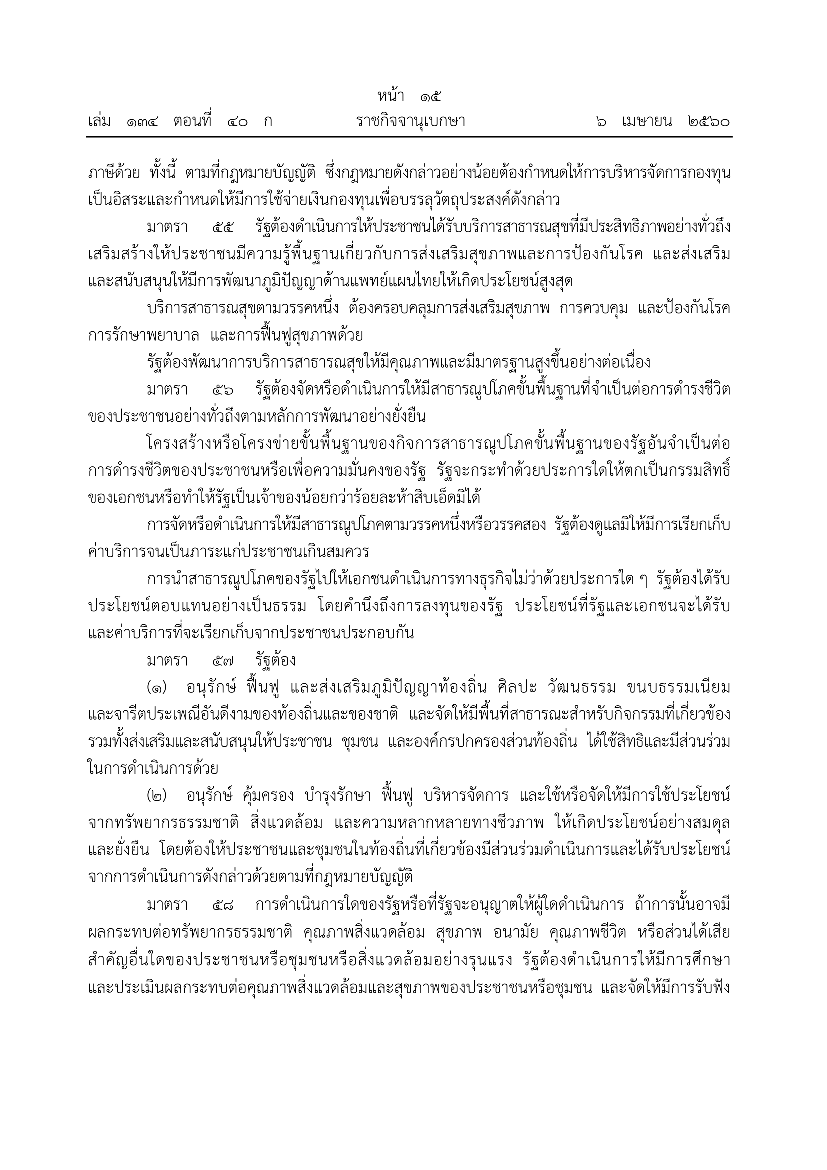 หน้า ๑๕
เล่ม ๑๓๔ ตอนที่ ๔๐ ก ราชกิจจานุเบกษา ๖ เมษายน ๒๕๖๐
ภาษีด้วย ทั้งนี้ ตามที่กฎหมายบัญญัติ ซึ่งกฎหมายดังกล่าวอย่างน้อยต้องกำหนดให้การบริหารจัดการกองทุน
เป็นอิสระและกำหนดให้มีการใช้จ่ายเงินกองทุนเพื่อบรรลุวัตถุประสงค์ดังกล่าว
มาตรา ๕๕ รัฐต้องดำเนินการให้ประชาชนได้รับบริการสาธารณสุขที่มีประสิทธิภาพอย่างทั่วถึง
เสริมสร้างให้ประชาชนมีความรู้พื้นฐานเกี่ยวกับการส่งเสริมสุขภาพและการป้องกันโรค และส่งเสริม
และสนับสนุนให้มีการพัฒนาภูมิปัญญาด้านแพทย์แผนไทยให้เกิดประโยชน์สูงสุด
บริการสาธารณสุขตามวรรคหนึ่ง ต้องครอบคลุมการส่งเสริมสุขภาพ การควบคุม และป้องกันโรค
การรักษาพยาบาล และการฟื้นฟูสุขภาพด้วย
รัฐต้องพัฒนาการบริการสาธารณสุขให้มีคุณภาพและมีมาตรฐานสูงขึ้นอย่างต่อเนื่อง
มาตรา ๕๖ รัฐต้องจัดหรือดำเนินการให้มีสาธารณูปโภคขั้นพื้นฐานที่จำเป็นต่อการดำรงชีวิต
ของประชาชนอย่างทั่วถึงตามหลักการพัฒนาอย่างยั่งยืน
โครงสร้างหรือโครงข่ายขั้นพื้นฐานของกิจการสาธารณูปโภคขั้นพื้นฐานของรัฐอันจำเป็นต่อ
การดำรงชีวิตของประชาชนหรือเพื่อความมั่นคงของรัฐ รัฐจะกระทำด้วยประการใดให้ตกเป็นกรรมสิทธิ์
ของเอกชนหรือทำให้รัฐเป็นเจ้าของน้อยกว่าร้อยละห้าสิบเอ็ดมิได้
การจัดหรือดำเนินการให้มีสาธารณูปโภคตามวรรคหนึ่งหรือวรรคสอง รัฐต้องดูแลมิให้มีการเรียกเก็บ
ค่าบริการจนเป็นภาระแก่ประชาชนเกินสมควร
การนำสาธารณูปโภคของรัฐไปให้เอกชนดำเนินการทางธุรกิจไม่ว่าด้วยประการใด ๆ รัฐต้องได้รับ
ประโยชน์ตอบแทนอย่างเป็นธรรม โดยคำนึงถึงการลงทุนของรัฐ ประโยชน์ที่รัฐและเอกชนจะได้รับ
และค่าบริการที่จะเรียกเก็บจากประชาชนประกอบกัน
มาตรา ๕๗ รัฐต้อง
(๑) อนุรักษ์ ฟื้นฟู และส่งเสริมภูมิปัญญาท้องถิ่น ศิลปะ วัฒนธรรม ขนบธรรมเนียม
และจารีตประเพณีอันดีงามของท้องถิ่นและของชาติ และจัดให้มีพื้นที่สาธารณะสำหรับกิจกรรมที่เกี่ยวข้อง
รวมทั้งส่งเสริมและสนับสนุนให้ประชาชน ชุมชน และองค์กรปกครองส่วนท้องถิ่น ได้ใช้สิทธิและมีส่วนร่วม
ในการดำเนินการด้วย
(๒) อนุรักษ์ คุ้มครอง บำรุงรักษา ฟื้นฟู บริหารจัดการ และใช้หรือจัดให้มีการใช้ประโยชน์
จากทรัพยากรธรรมชาติ สิ่งแวดล้อม และความหลากหลายทางชีวภาพ ให้เกิดประโยชน์อย่างสมดุล
และยั่งยืน โดยต้องให้ประชาชนและชุมชนในท้องถิ่นที่เกี่ยวข้องมีส่วนร่วมดำเนินการและได้รับประโยชน์
จากการดำเนินการดังกล่าวด้วยตามที่กฎหมายบัญญัติ
มาตรา ๕๘ การดำเนินการใดของรัฐหรือที่รัฐจะอนุญาตให้ผู้ใดดำเนินการ ถ้าการนั้นอาจมี
ผลกระทบต่อทรัพยากรธรรมชาติ คุณภาพสิ่งแวดล้อม สุขภาพ อนามัย คุณภาพชีวิต หรือส่วนได้เสีย
สำคัญอื่นใดของประชาชนหรือชุมชนหรือสิ่งแวดล้อมอย่างรุนแรง รัฐต้องดำเนินการให้มีการศึกษา
และประเมินผลกระทบต่อคุณภาพสิ่งแวดล้อมและสุขภาพของประชาชนหรือชุมชน และจัดให้มีการรับฟัง